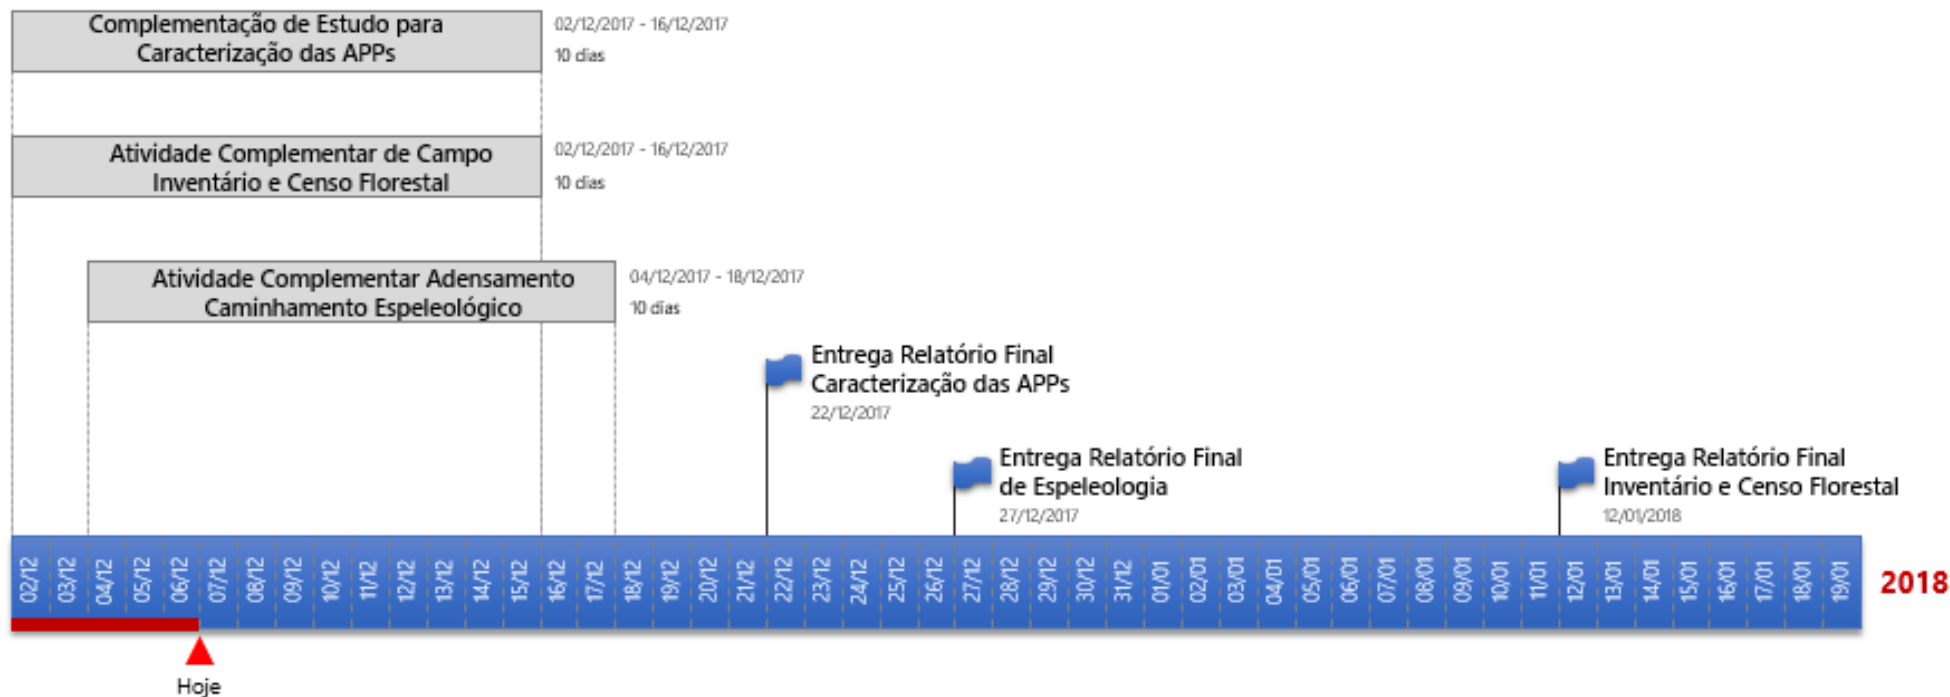 Complementação de Estudo para
Caracterização das APPs
02/12/2017 - 16/12/2017
10 dias
Atividade Complementar de Campo
Inventário e Censo Florestal
02/12/2017 - 16/12/2017
10 dias
Atividade Complementar Adensamento
Caminhamento Espeleológico
04/12/2017 - 18/12/2017
10 dias
Entrega Relatório Final
Caracterização das APPs
22/12/2017
Entrega Relatório Final
de Espeleologia
27/12/2017
Entrega Relatório Final
Inventário e Censo Florestal
12/01/2018
02/12
03/12
04/12
05/12
06/12
07/12
08/12
09/12
10/12
11/12
12/12
13/12
14/12
15/12
16/12
17/12
18/12
19/12
20/12
21/12
22/12
23/12
24/12
25/12
26/12
27/12
28/12
29/12
30/12
31/12
01/01
02/01
03/01
04/01
05/01
06/01
07/01
08/01
09/01
10/01
11/01
12/01
13/01
14/01
15/01
16/01
17/01
18/01
19/01
2018
Hoje